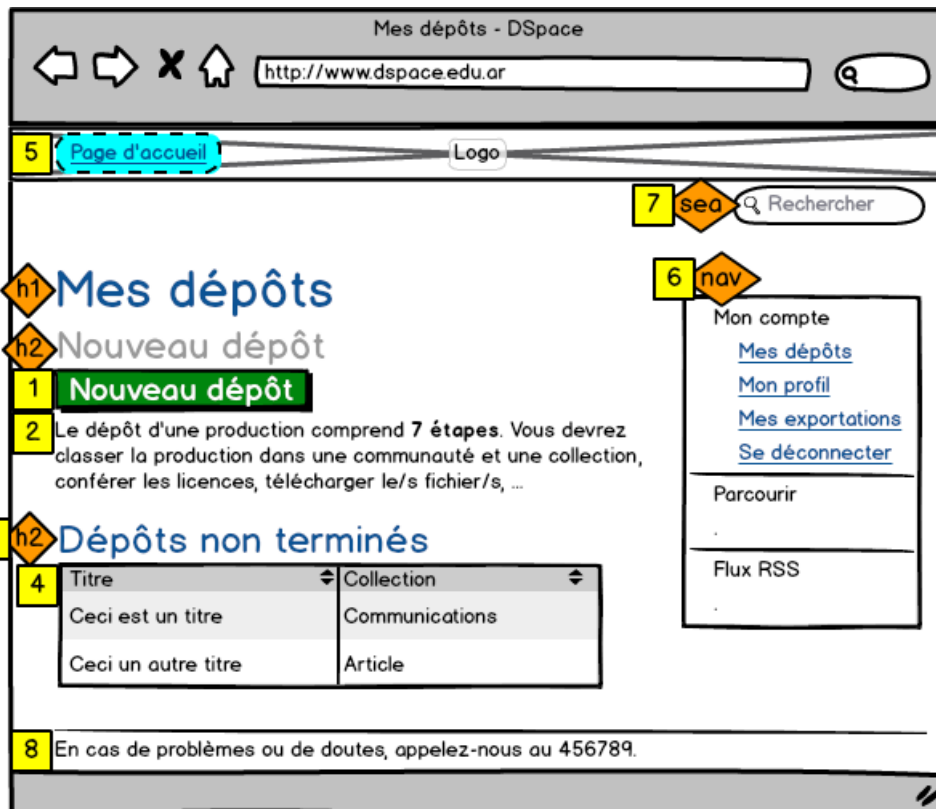 Mes dépôts - DSpace
http://www.dspace.edu.ar
5 Page d'accueil
Logo
7 sea Rechercher
h1 Mes dépôts
6 nav
Mon compte
Mes dépôts
Mon profil
Mes exportations
Se déconnecter
Parcourir
.
Flux RSS
.
h2 Nouveau dépôt
1 Nouveau dépôt
2 Le dépôt d'une production comprend 7 étapes. Vous devrez
classer la production dans une communauté et une collection,
conférer les licences, télécharger le/s fichier/s, ...
h2 Dépôts non terminés
4 Titre Collection
Ceci est un titre Communications
Ceci un autre titre Article
8 En cas de problèmes ou de doutes, appelez-nous au 456789.